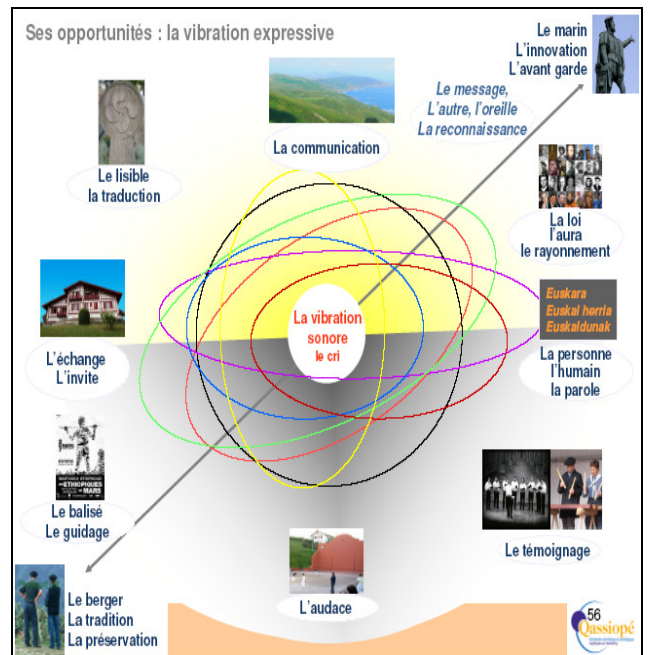 Ses opportunités : la vibration expressive
Le marin
L'innovation
L'avant garde
Le message,
L'autre, l'oreille
La reconnaissance
La communication
Le lisible
la traduction
La loi
l'aura
le rayonnement
La vibration
sonore
le cri
Euskara
Euskal herria
Euskaldunak
L'échange
L'invite
La personne
l'humain
la parole
ETHIOPIQUES
MARS
Le balisé
Le guidage
Le témoignage
L'audace
Le berger
La tradition
La préservation
56
Qassiopé